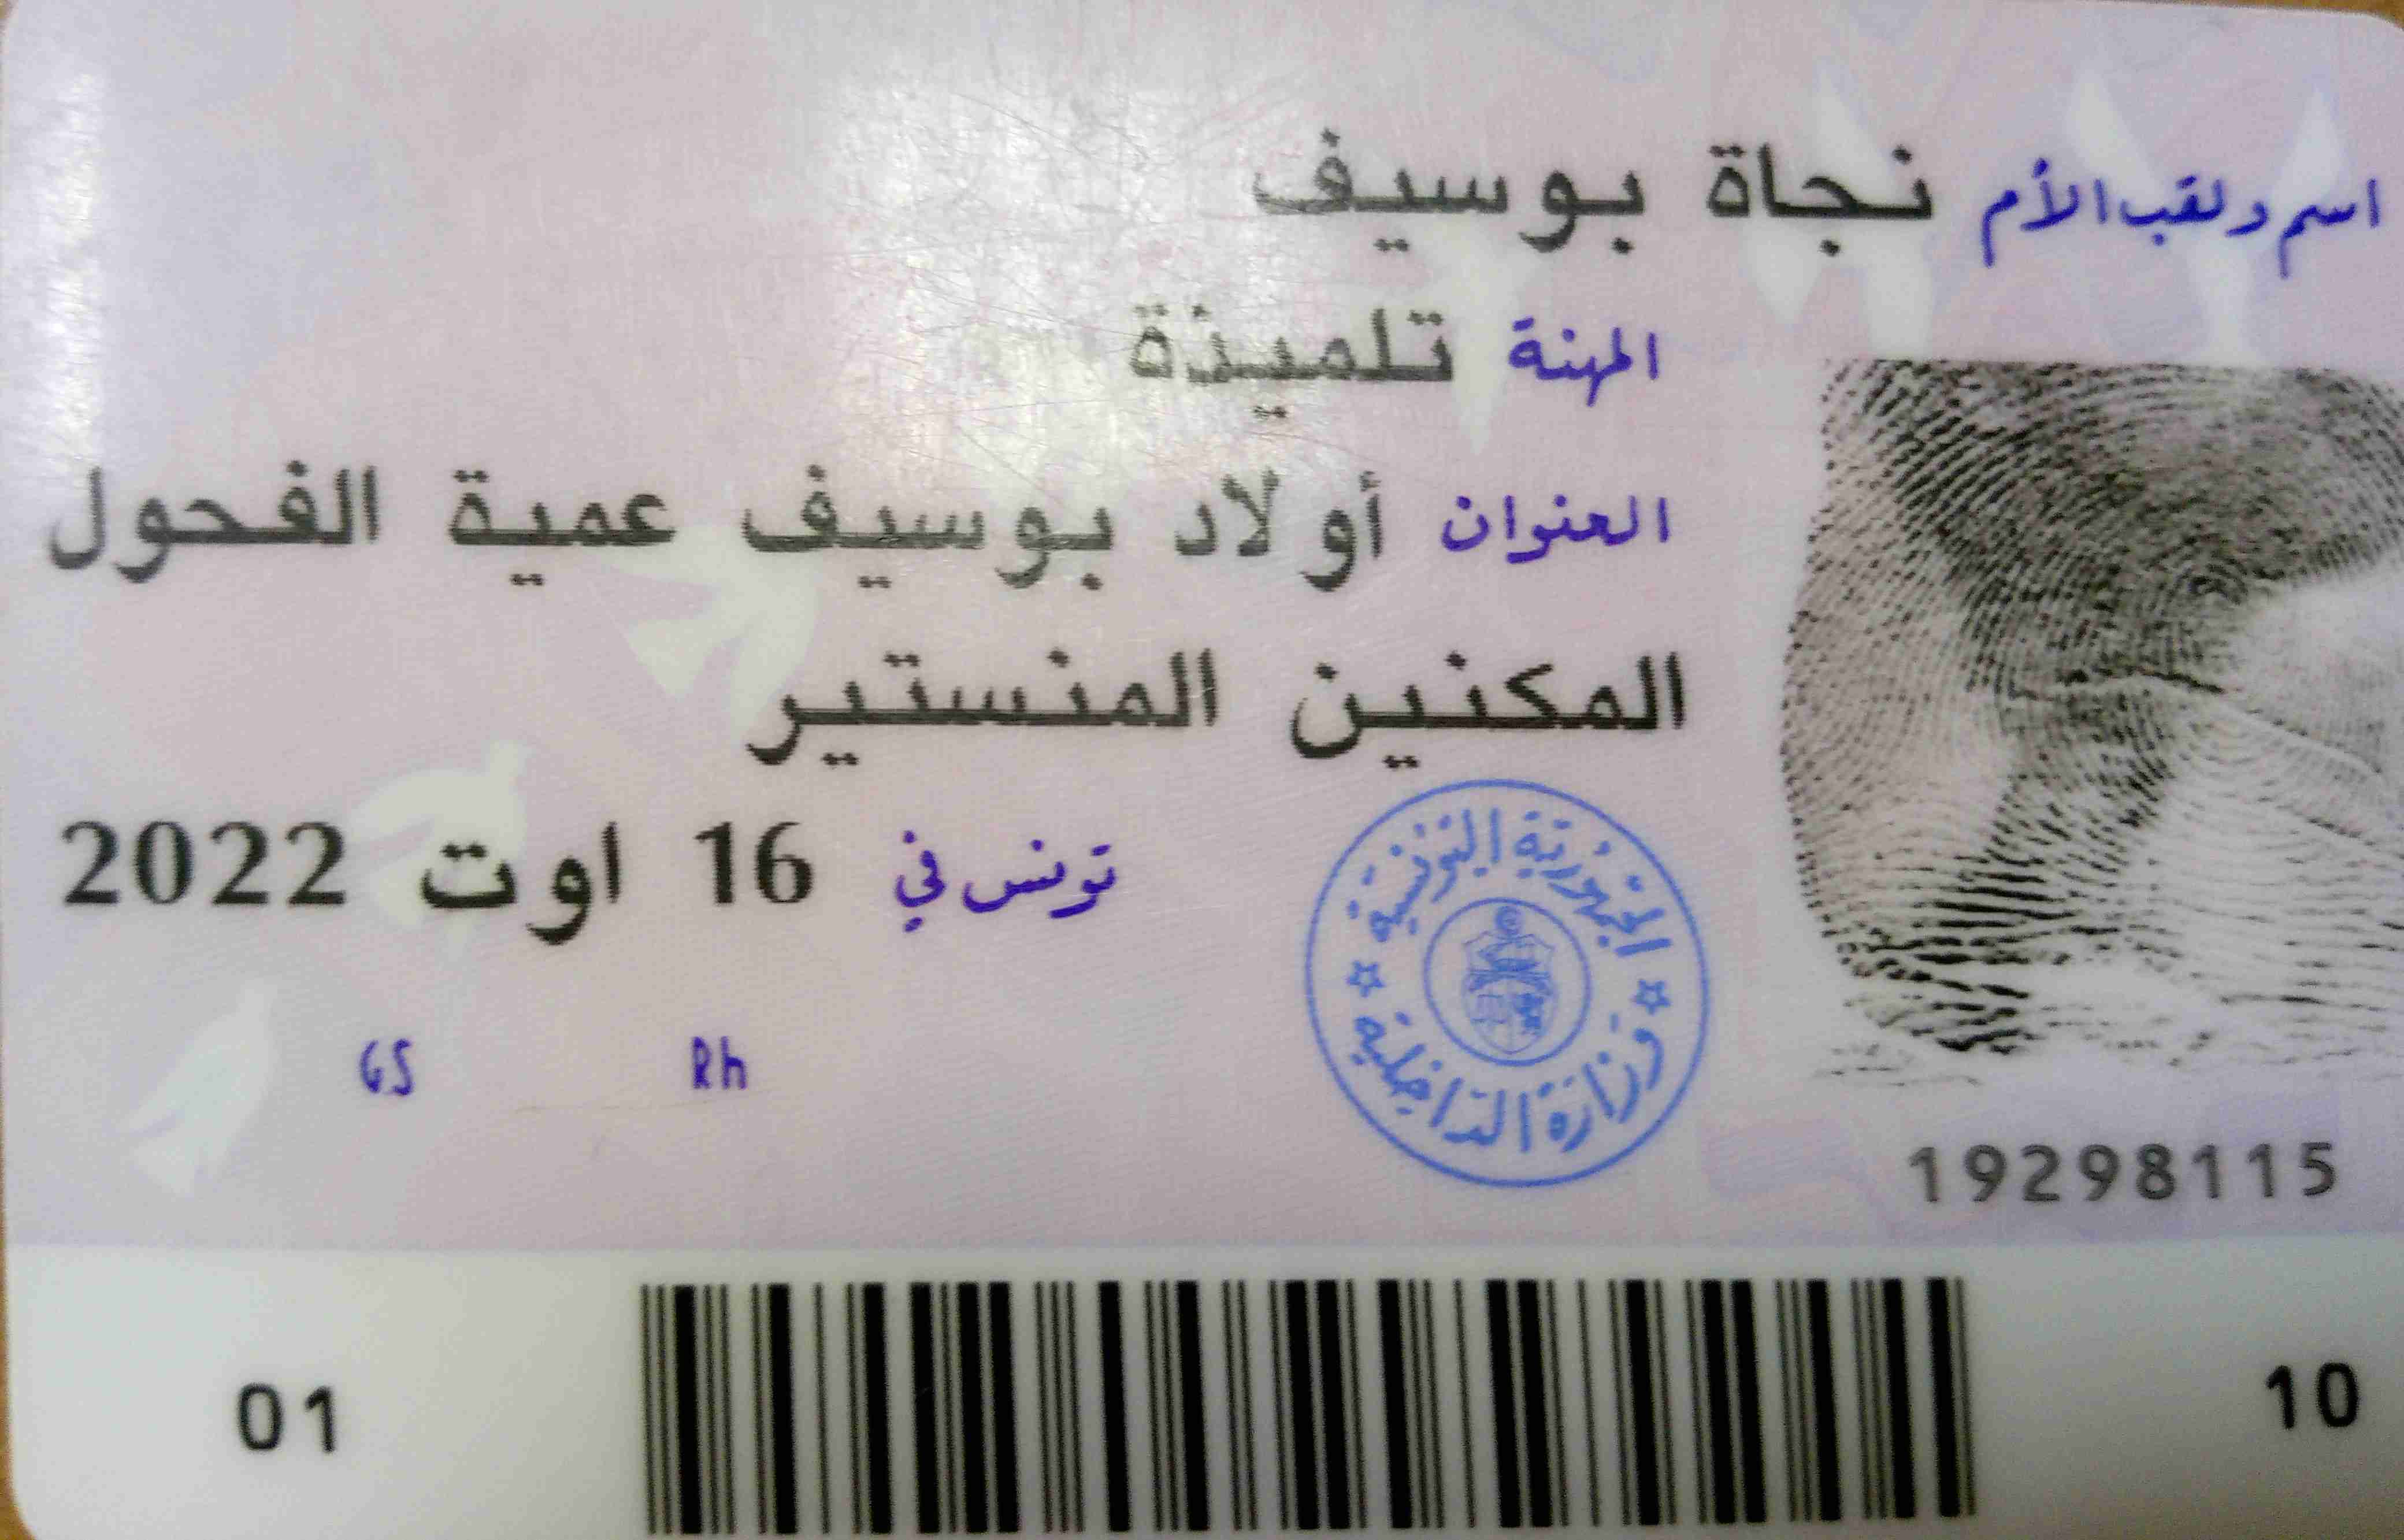 اسم ولقب الأم نجاة بوسيف
المهنة تلميذة
العنوان أولاد بوسيف عمية الفحول
المكنين المنستير
تونس في 16 اوت 2022
الجمهورية التونسية
وزارة الداخلية
GS Rh
19298115
01 10